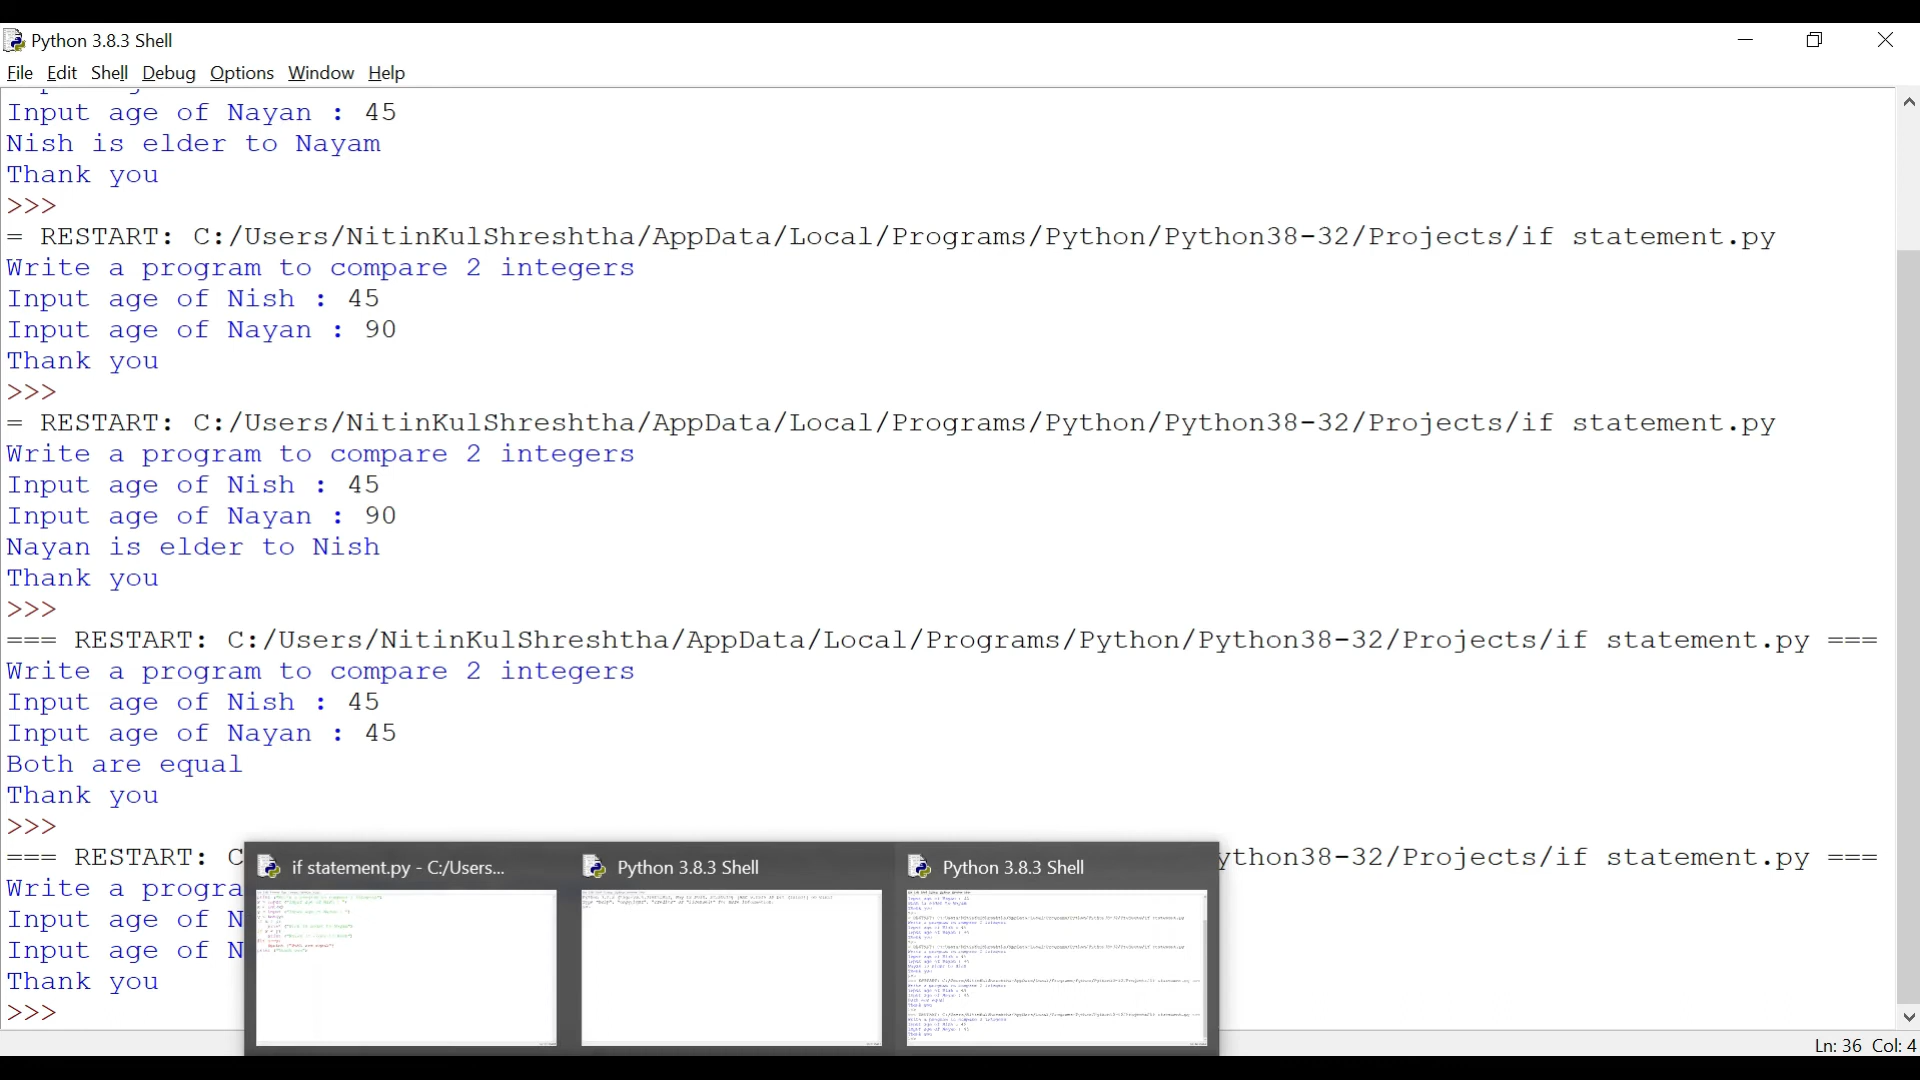 Python 3.8.3 Shell
File Edit Shell Debug Options Window Help
Input age of Nayan : 45
Nish is elder to Nayam
Thank you
>>>
= RESTART: C:/Users/NitinKulShreshtha/AppData/Local/Programs/Python/Python38-32/Projects/if statement.py
Write a program to compare 2 integers
Input age of Nish : 45
Input age of Nayan : 90
Thank you
>>>
= RESTART: C:/Users/NitinKulShreshtha/AppData/Local/Programs/Python/Python38-32/Projects/if statement.py
Write a program to compare 2 integers
Input age of Nish : 45
Input age of Nayan : 90
Nayan is elder to Nish
Thank you
>>>
=== RESTART: C:/Users/NitinKulShreshtha/AppData/Local/Programs/Python/Python38-32/Projects/if statement.py ===
Write a program to compare 2 integers
Input age of Nish : 45
Input age of Nayan : 45
Both are equal
Thank you
>>>
=== RESTART: C ython38-32/Projects/if statement.py ===
if statement.py - C:/Users... Python 3.8.3 Shell Python 3.8.3 Shell
Write a progra
Input age of N
Input age of N
Thank you
>>>
Ln: 36 Col: 4